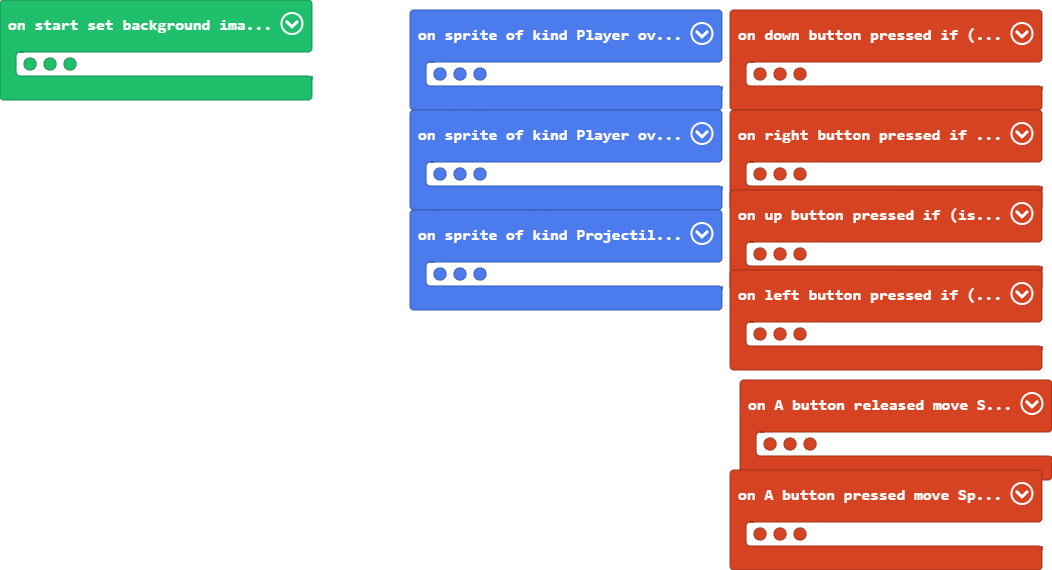 on start set background ima...
on sprite of kind Player ov...
on sprite of kind Player ov...
on sprite of kind Projectil...
on down button pressed if (...
on right button pressed if ...
on up button pressed if (is...
on left button pressed if (...
on A button released move S...
on A button pressed move Sp...